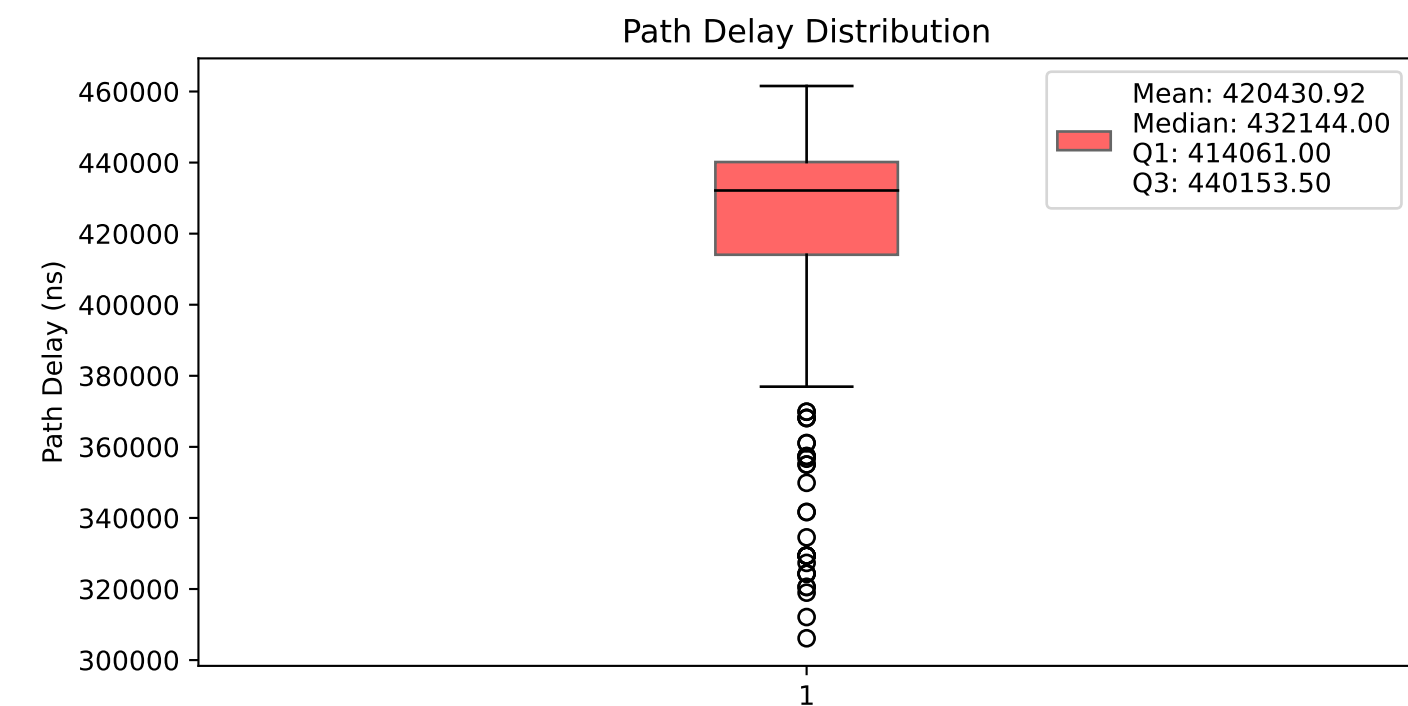 Path Delay Distribution
Path Delay (ns)
460000
440000
420000
400000
380000
360000
340000
320000
300000
1
Mean: 420430.92
Median: 432144.00
Q1: 414061.00
Q3: 440153.50